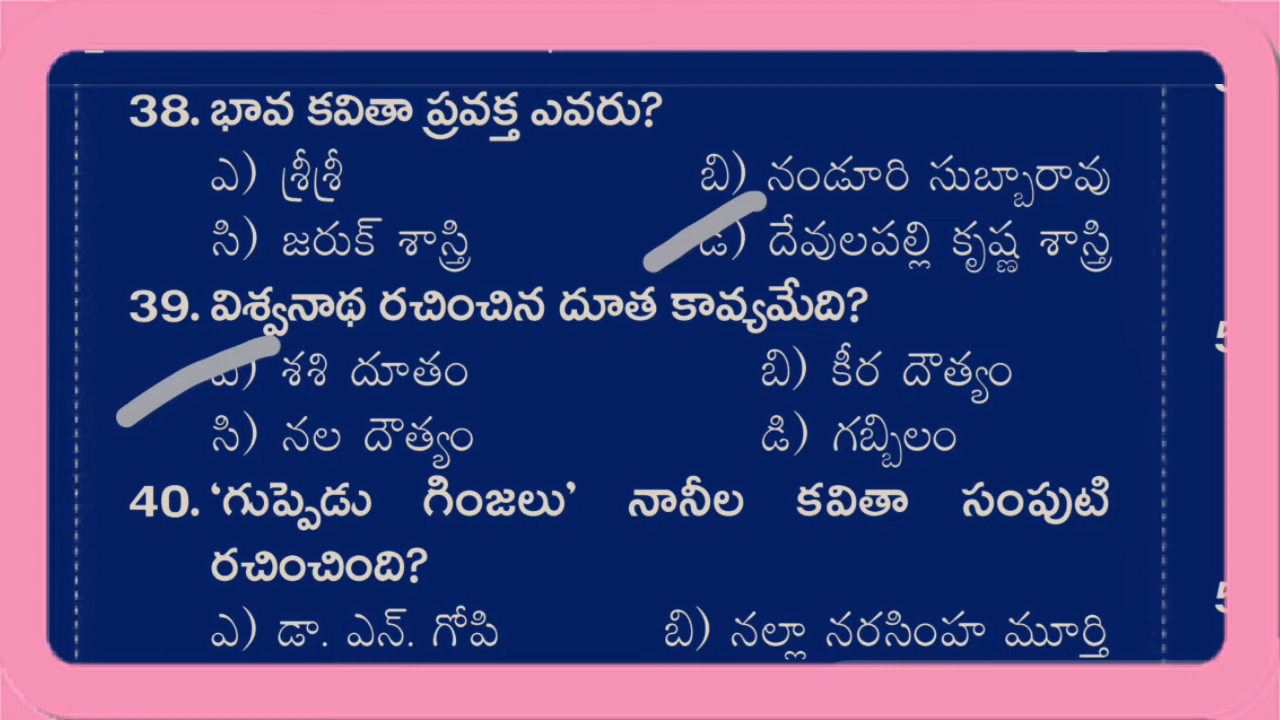 38. భావ కవితా ప్రవక్త ఎవరు?
ఎ) శ్రీశ్రీ బి) నండూరి సుబ్బారావు
సి) జరుక్ శాస్త్రి డి) దేవులపల్లి కృష్ణ శాస్త్రి
39. విశ్వనాథ రచించిన దూత కావ్యమేది?
ఎ) శశి దూతం బి) కీర దౌత్యం
సి) నల దౌత్యం డి) గబ్బిలం
40. ‘గుప్పెడు గింజలు’ నానీల కవితా సంపుటి
రచించింది?
ఎ) డా. ఎన్. గోపి బి) నల్లా నరసింహ మూర్తి